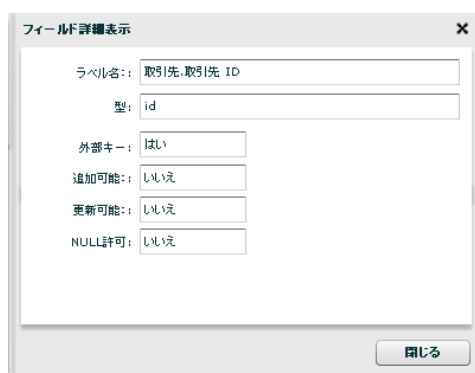 フィールド詳細表示
ラベル名:: 取引先.取引先 ID
型: id
外部キー: はい
追加可能:: いいえ
更新可能:: いいえ
NULL許可: いいえ
閉じる